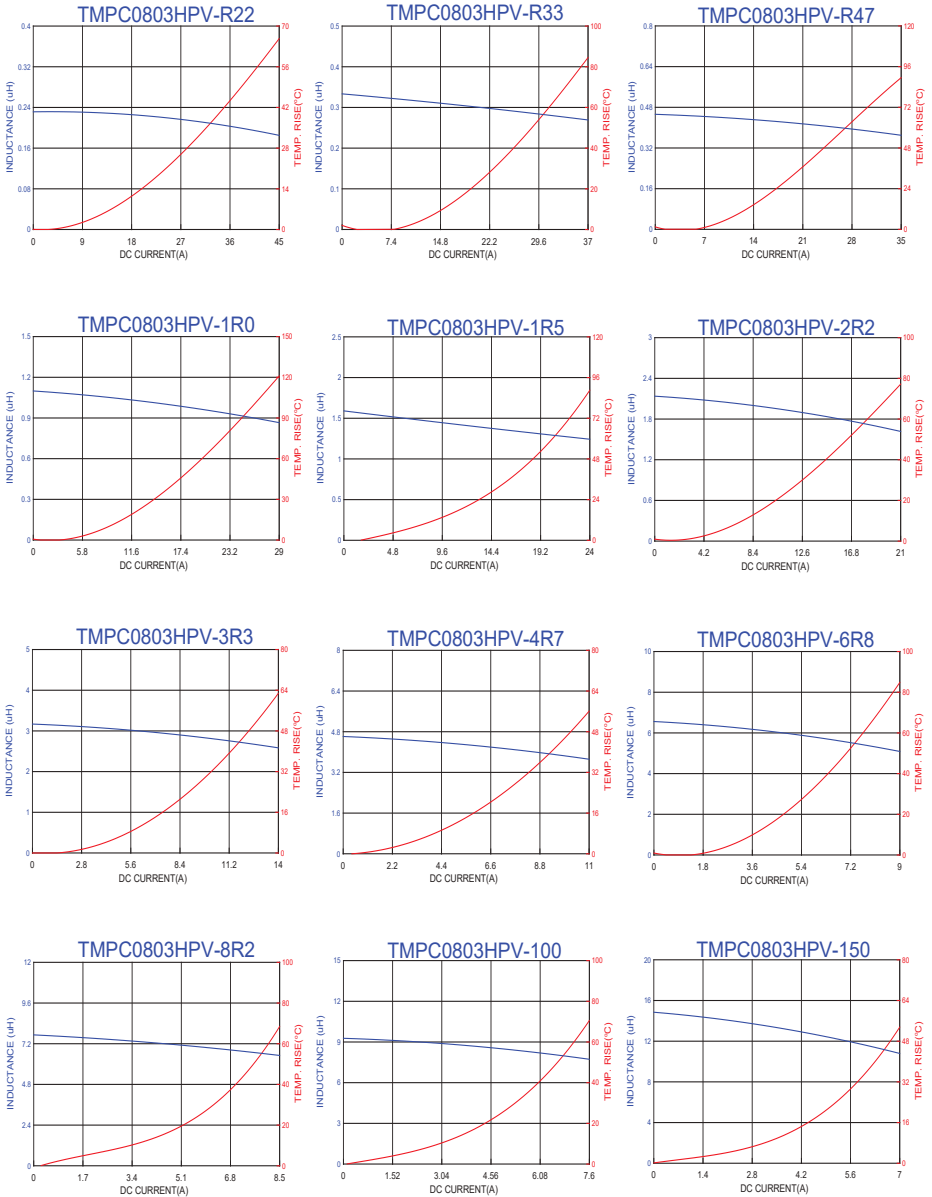 TMPC0803HPV-R22
INDUCTANCE (uH)
0.4
0.32
0.24
0.16
0.08
0
70
56
42
28
14
0
TEMP. RISE(°C)
0 9 18 27 36 45
DC CURRENT(A)
TMPC0803HPV-R33
INDUCTANCE (uH)
0.5
0.4
0.3
0.2
0.1
0
100
80
60
40
20
0
TEMP. RISE(°C)
0 7.4 14.8 22.2 29.6 37
DC CURRENT(A)
TMPC0803HPV-R47
INDUCTANCE (uH)
0.8
0.64
0.48
0.32
0.16
0
120
96
72
48
24
0
TEMP. RISE(°C)
0 7 14 21 28 35
DC CURRENT(A)
TMPC0803HPV-1R0
INDUCTANCE (uH)
1.5
1.2
0.9
0.6
0.3
0
150
120
90
60
30
0
TEMP. RISE(°C)
0 5.8 11.6 17.4 23.2 29
DC CURRENT(A)
TMPC0803HPV-1R5
INDUCTANCE (uH)
2.5
2
1.5
1
0.5
0
120
96
72
48
24
0
TEMP. RISE(°C)
0 4.8 9.6 14.4 19.2 24
DC CURRENT(A)
TMPC0803HPV-2R2
INDUCTANCE (uH)
3
2.4
1.8
1.2
0.6
0
100
80
60
40
20
0
TEMP. RISE(°C)
0 4.2 8.4 12.6 16.8 21
DC CURRENT(A)
TMPC0803HPV-3R3
INDUCTANCE (uH)
5
4
3
2
1
0
80
64
48
32
16
0
TEMP. RISE(°C)
0 2.8 5.6 8.4 11.2 14
DC CURRENT(A)
TMPC0803HPV-4R7
INDUCTANCE (uH)
8
6.4
4.8
3.2
1.6
0
80
64
48
32
16
0
TEMP. RISE(°C)
0 2.2 4.4 6.6 8.8 11
DC CURRENT(A)
TMPC0803HPV-6R8
INDUCTANCE (uH)
10
8
6
4
2
0
100
80
60
40
20
0
TEMP. RISE(°C)
0 1.8 3.6 5.4 7.2 9
DC CURRENT(A)
TMPC0803HPV-8R2
INDUCTANCE (uH)
12
9.6
7.2
4.8
2.4
0
100
80
60
40
20
0
TEMP. RISE(°C)
0 1.7 3.4 5.1 6.8 8.5
DC CURRENT(A)
TMPC0803HPV-100
INDUCTANCE (uH)
15
12
9
6
3
0
100
80
60
40
20
0
TEMP. RISE(°C)
0 1.52 3.04 4.56 6.08 7.6
DC CURRENT(A)
TMPC0803HPV-150
INDUCTANCE (uH)
20
16
12
8
4
0
80
64
48
32
16
0
TEMP. RISE(°C)
0 1.4 2.8 4.2 5.6 7
DC CURRENT(A)